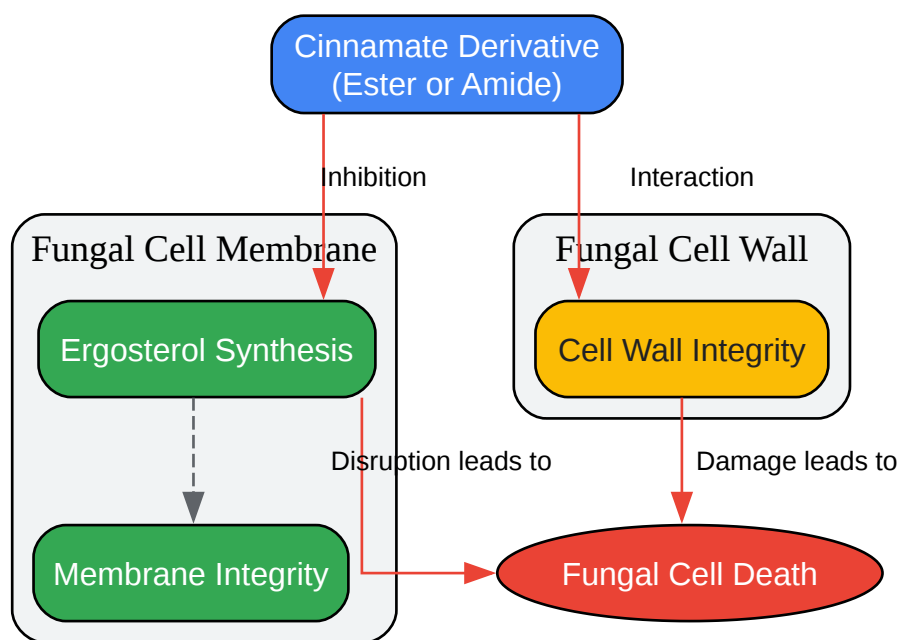 Cinnamate Derivative
(Ester or Amide)
Inhibition
Interaction
Fungal Cell Membrane
Fungal Cell Wall
Ergosterol Synthesis
Cell Wall Integrity
Disruption leads to
Damage leads to
Membrane Integrity
Fungal Cell Death